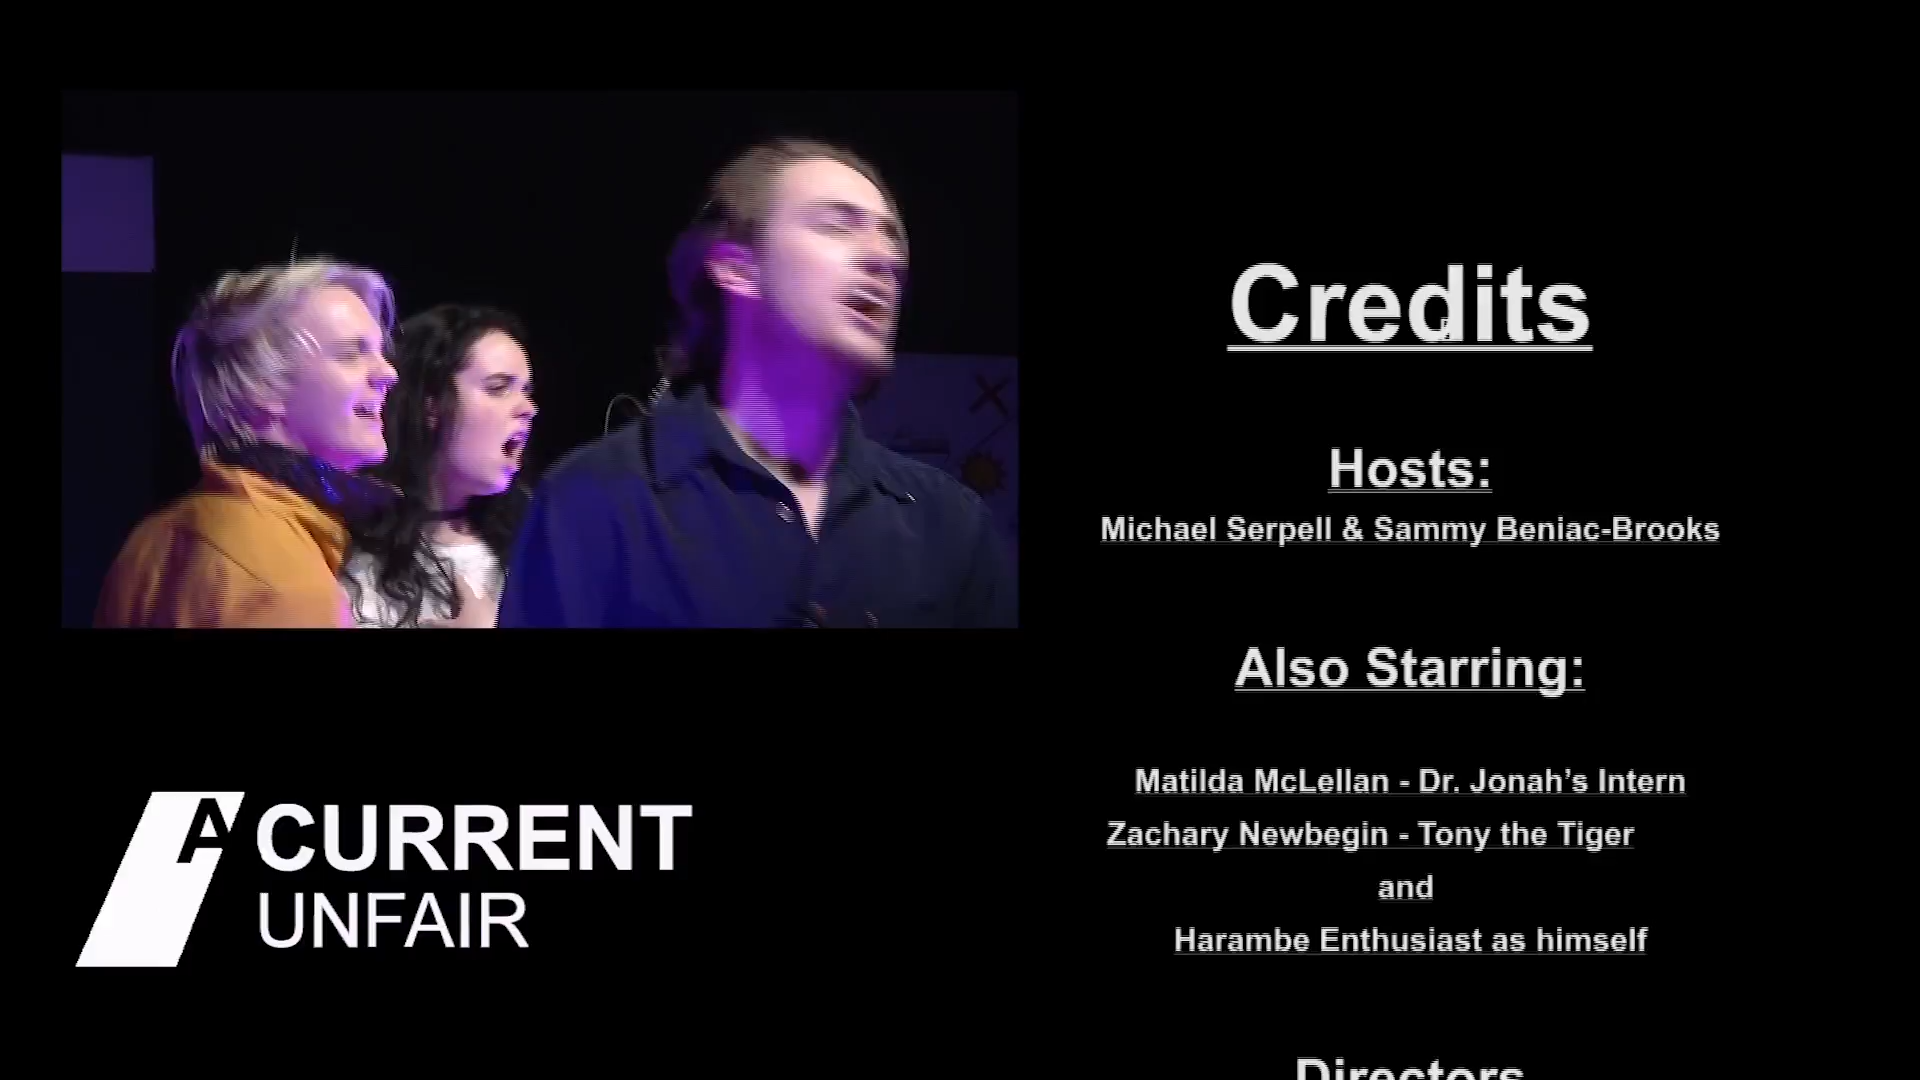 Credits
Hosts:
Michael Serpell & Sammy Beniac-Brooks
Also Starring:
Matilda McLellan - Dr. Jonah’s Intern
Zachary Newbegin - Tony the Tiger
and
Harambe Enthusiast as himself
Directors
A CURRENT
UNFAIR